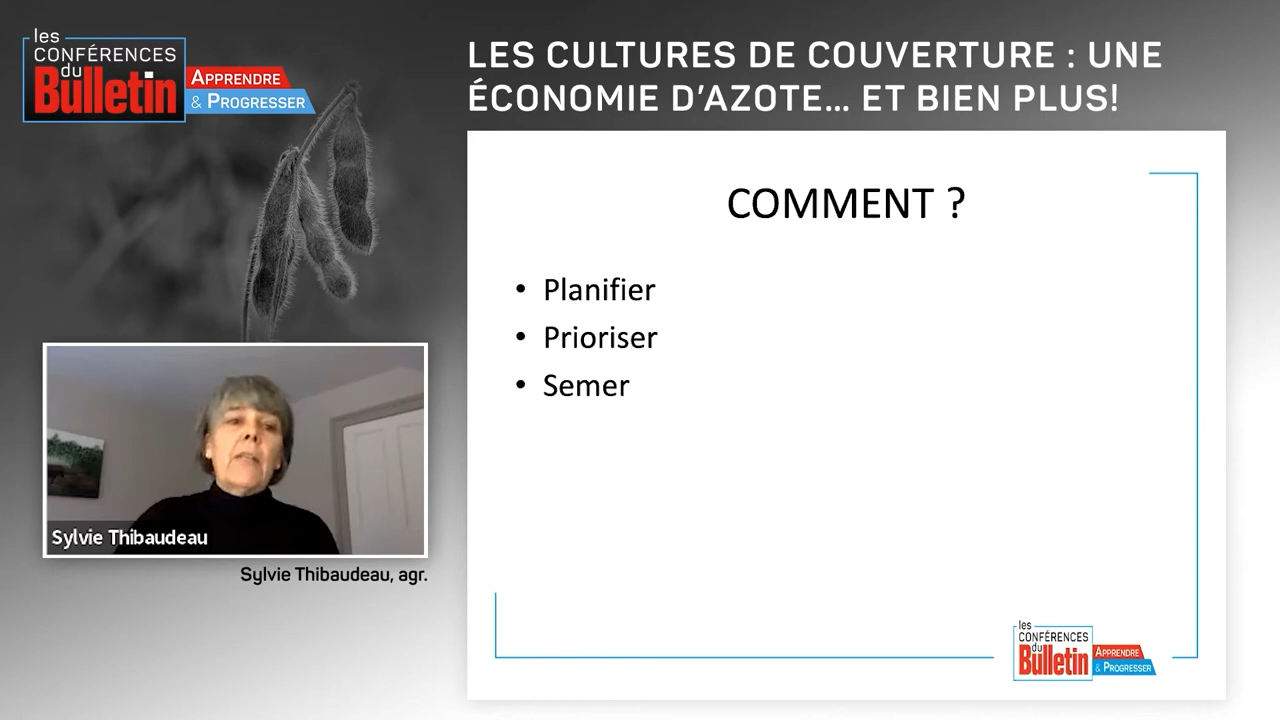 les
CONFÉRENCES
du
Bulletin
APPRENDRE
& PROGRESSER
LES CULTURES DE COUVERTURE : UNE
ÉCONOMIE D'AZOTE... ET BIEN PLUS!
COMMENT ?
• Planifier
• Prioriser
• Semer
Sylvie Thibaudeau
Sylvie Thibaudeau, agr.
les
CONFÉRENCES
du
Bulletin
APPRENDRE
& PROGRESSER